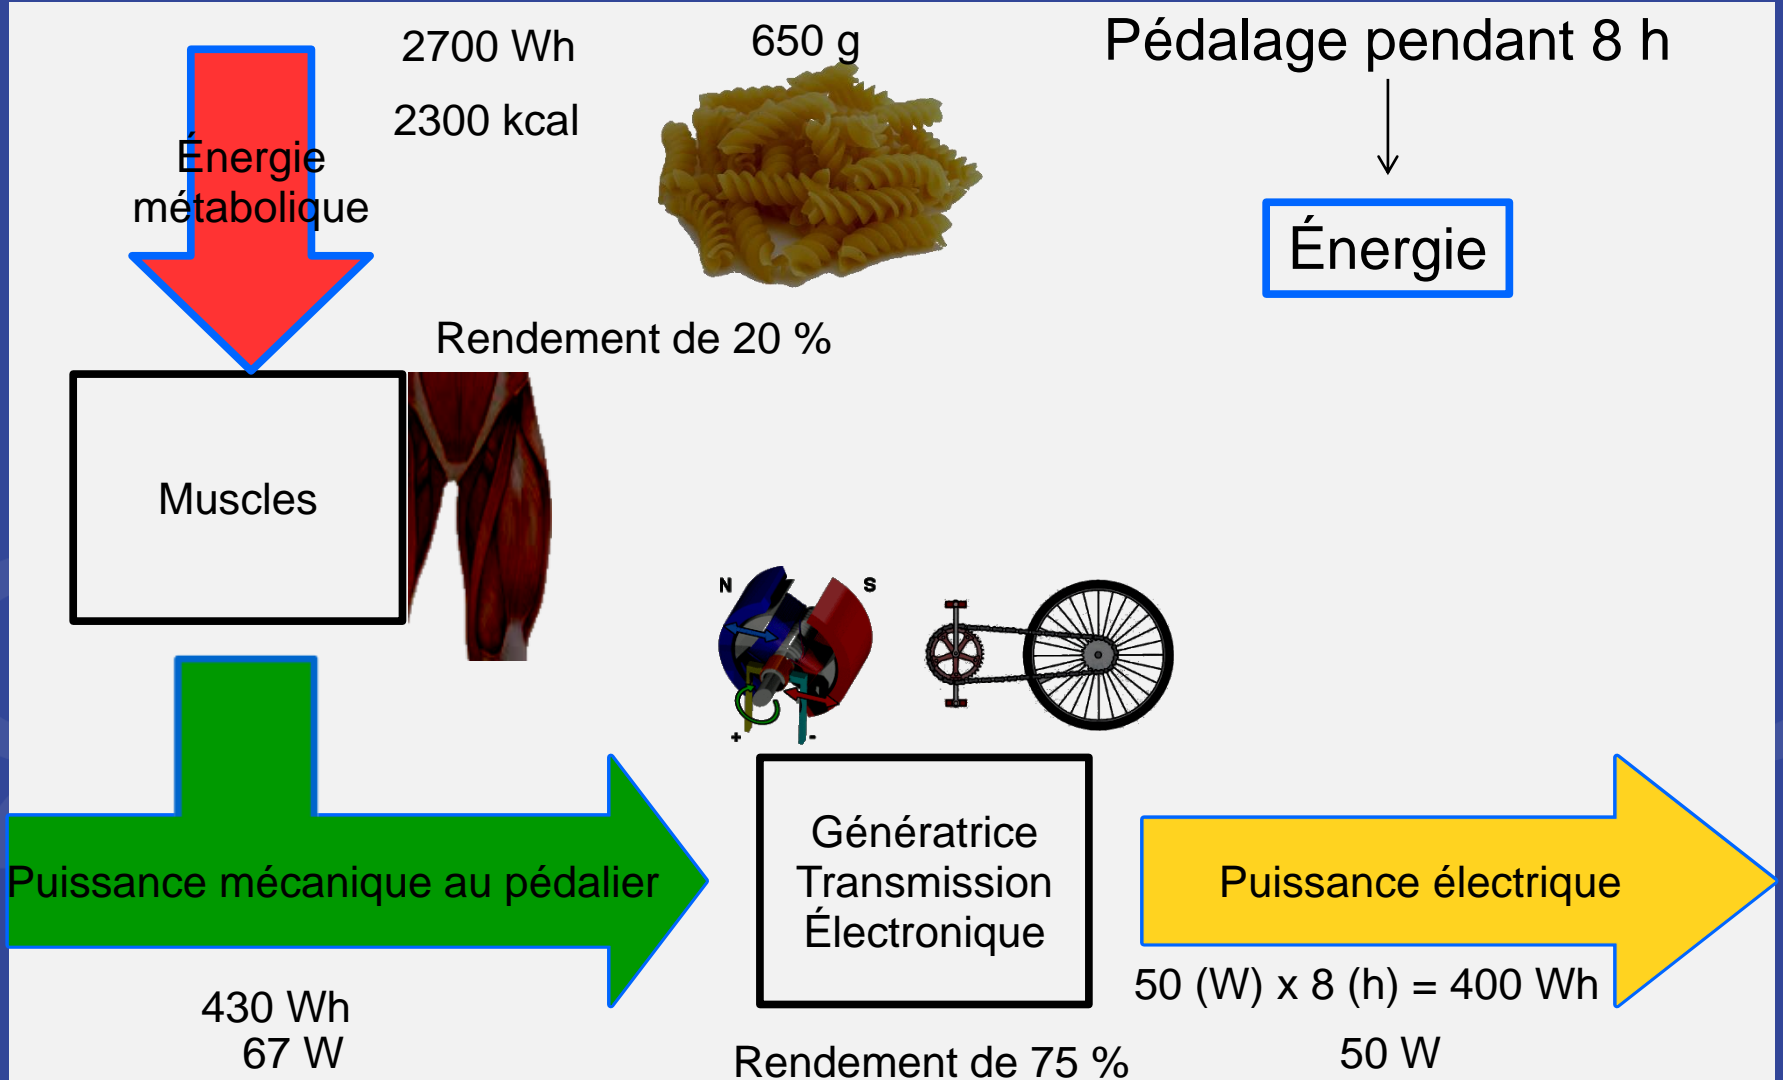 2700 Wh
650 g
Pédalage pendant 8 h
2300 kcal
Énergie
métabolique
Énergie
Rendement de 20 %
Muscles
N
S
+
-
Génératrice
Transmission
Électronique
Puissance mécanique au pédalier
Puissance électrique
430 Wh
67 W
50 (W) x 8 (h) = 400 Wh
Rendement de 75 %
50 W